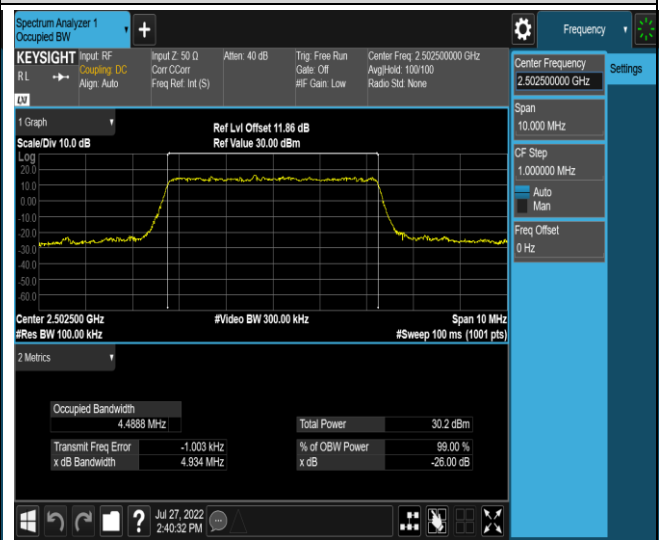 Spectrum Analyzer 1
Occupied BW
Frequency
KEYSIGHT
RL
LXI
Input: RF
Coupling: DC
Align: Auto
Input Z: 50 Ω
Corr CCorr
Freq Ref: Int (S)
Atten: 40 dB
Trig: Free Run
Gate: Off
#IF Gain: Low
Center Freq: 2.502500000 GHz
Avg|Hold: 100/100
Radio Std: None
Center Frequency
2.502500000 GHz
Settings
Span
10.000 MHz
CF Step
1.000000 MHz
Auto
Man
Freq Offset
0 Hz
1 Graph
Ref Lvl Offset 11.86 dB
Scale/Div 10.0 dB
Ref Value 30.00 dBm
Log
20.0
10.0
0.00
-10.0
-20.0
-30.0
-40.0
-50.0
-60.0
Center 2.502500 GHz
#Video BW 300.00 kHz
Span 10 MHz
#Res BW 100.00 kHz
#Sweep 100 ms (1001 pts)
2 Metrics
Occupied Bandwidth
4.4888 MHz
Total Power 30.2 dBm
Transmit Freq Error -1.003 kHz
% of OBW Power 99.00 %
x dB Bandwidth 4.934 MHz
x dB -26.00 dB
Jul 27, 2022
2:40:32 PM